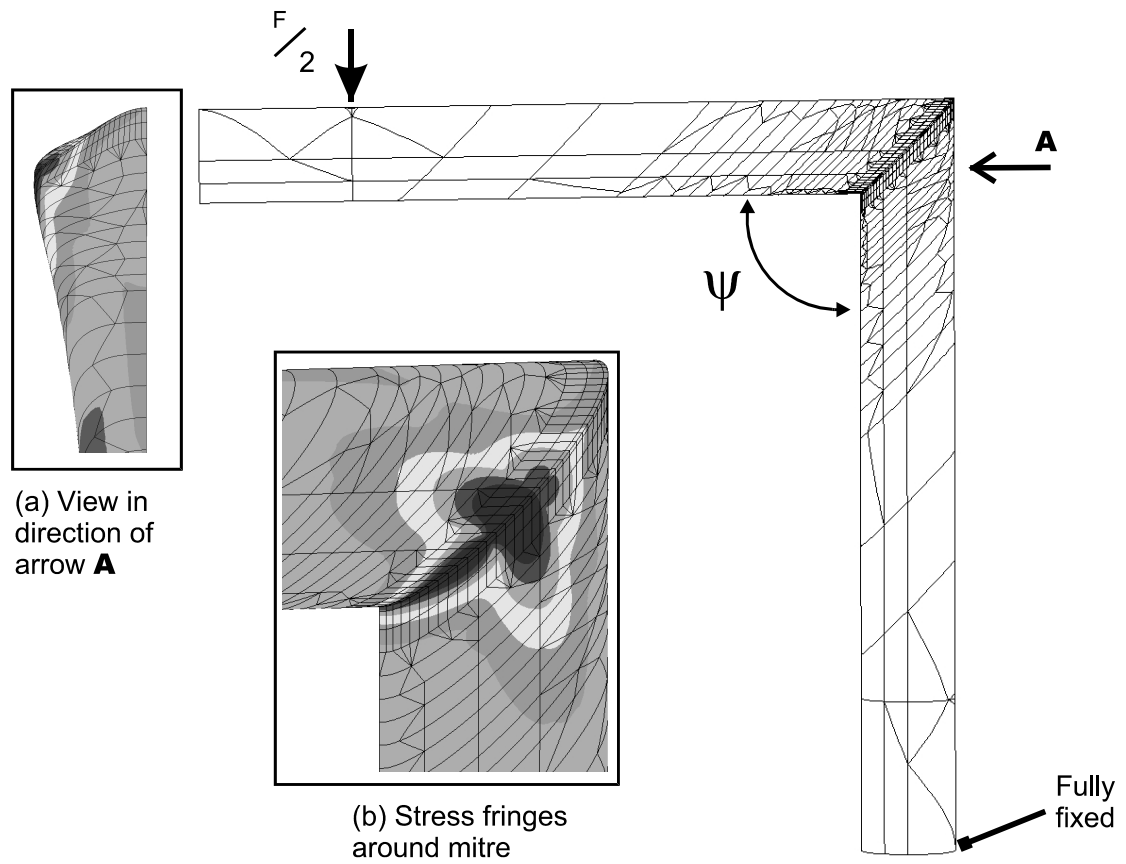 F/2
A
ψ
(a) View in
direction of
arrow A
(b) Stress fringes
around mitre
Fully
fixed